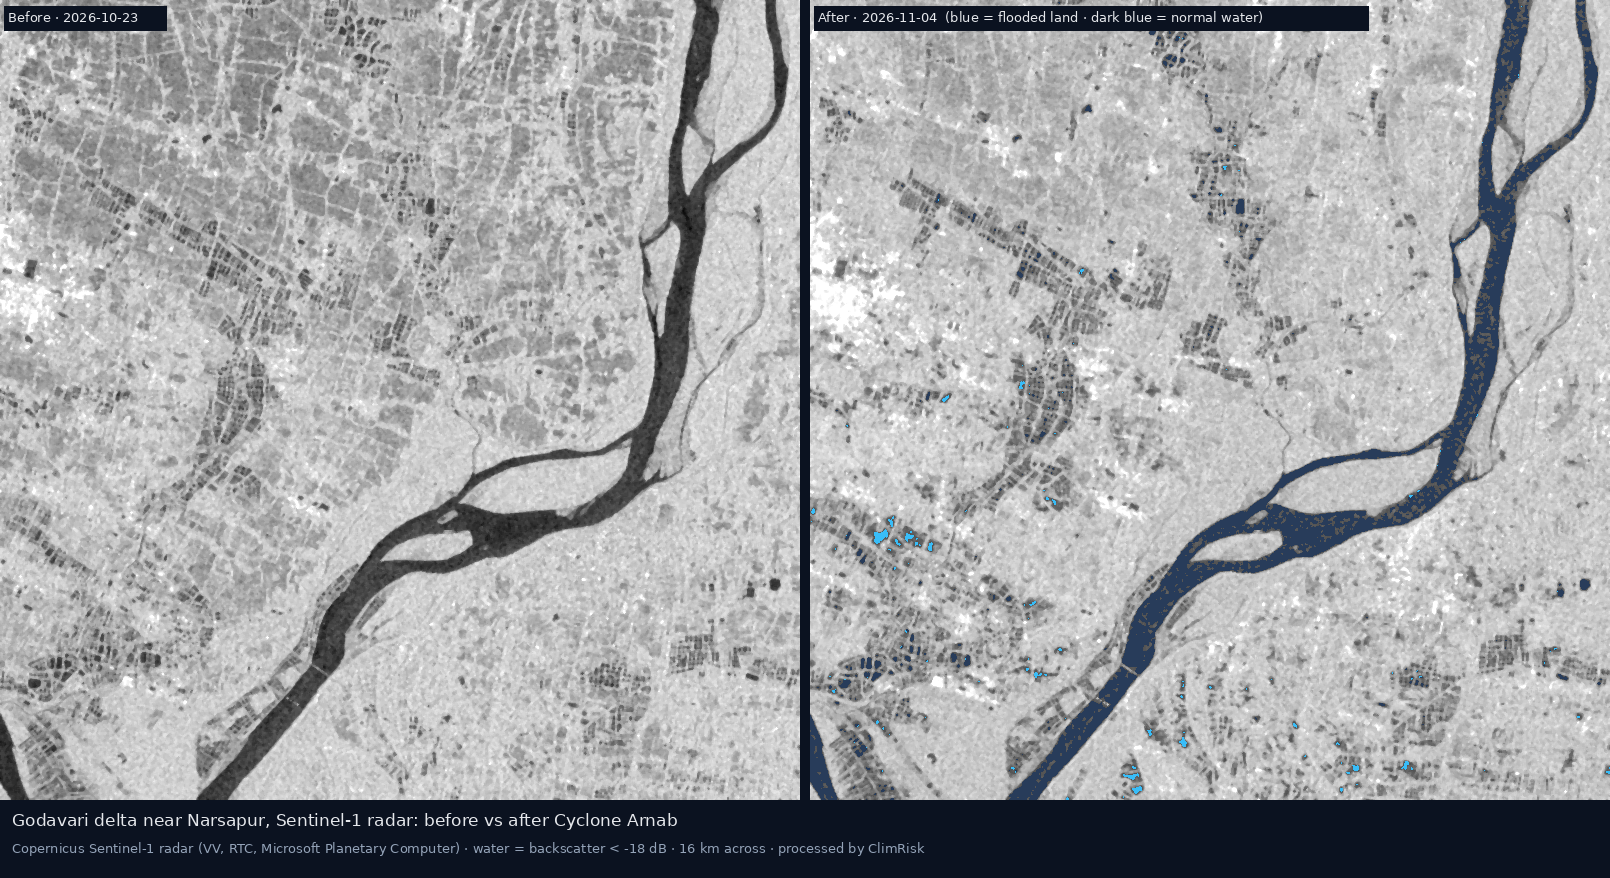 Before · 2026-10-23
After · 2026-11-04 (blue = flooded land · dark blue = normal water)
Godavari delta near Narsapur, Sentinel-1 radar: before vs after Cyclone Arnab
Copernicus Sentinel-1 radar (VV, RTC, Microsoft Planetary Computer) · water = backscatter < -18 dB · 16 km across · processed by ClimRisk